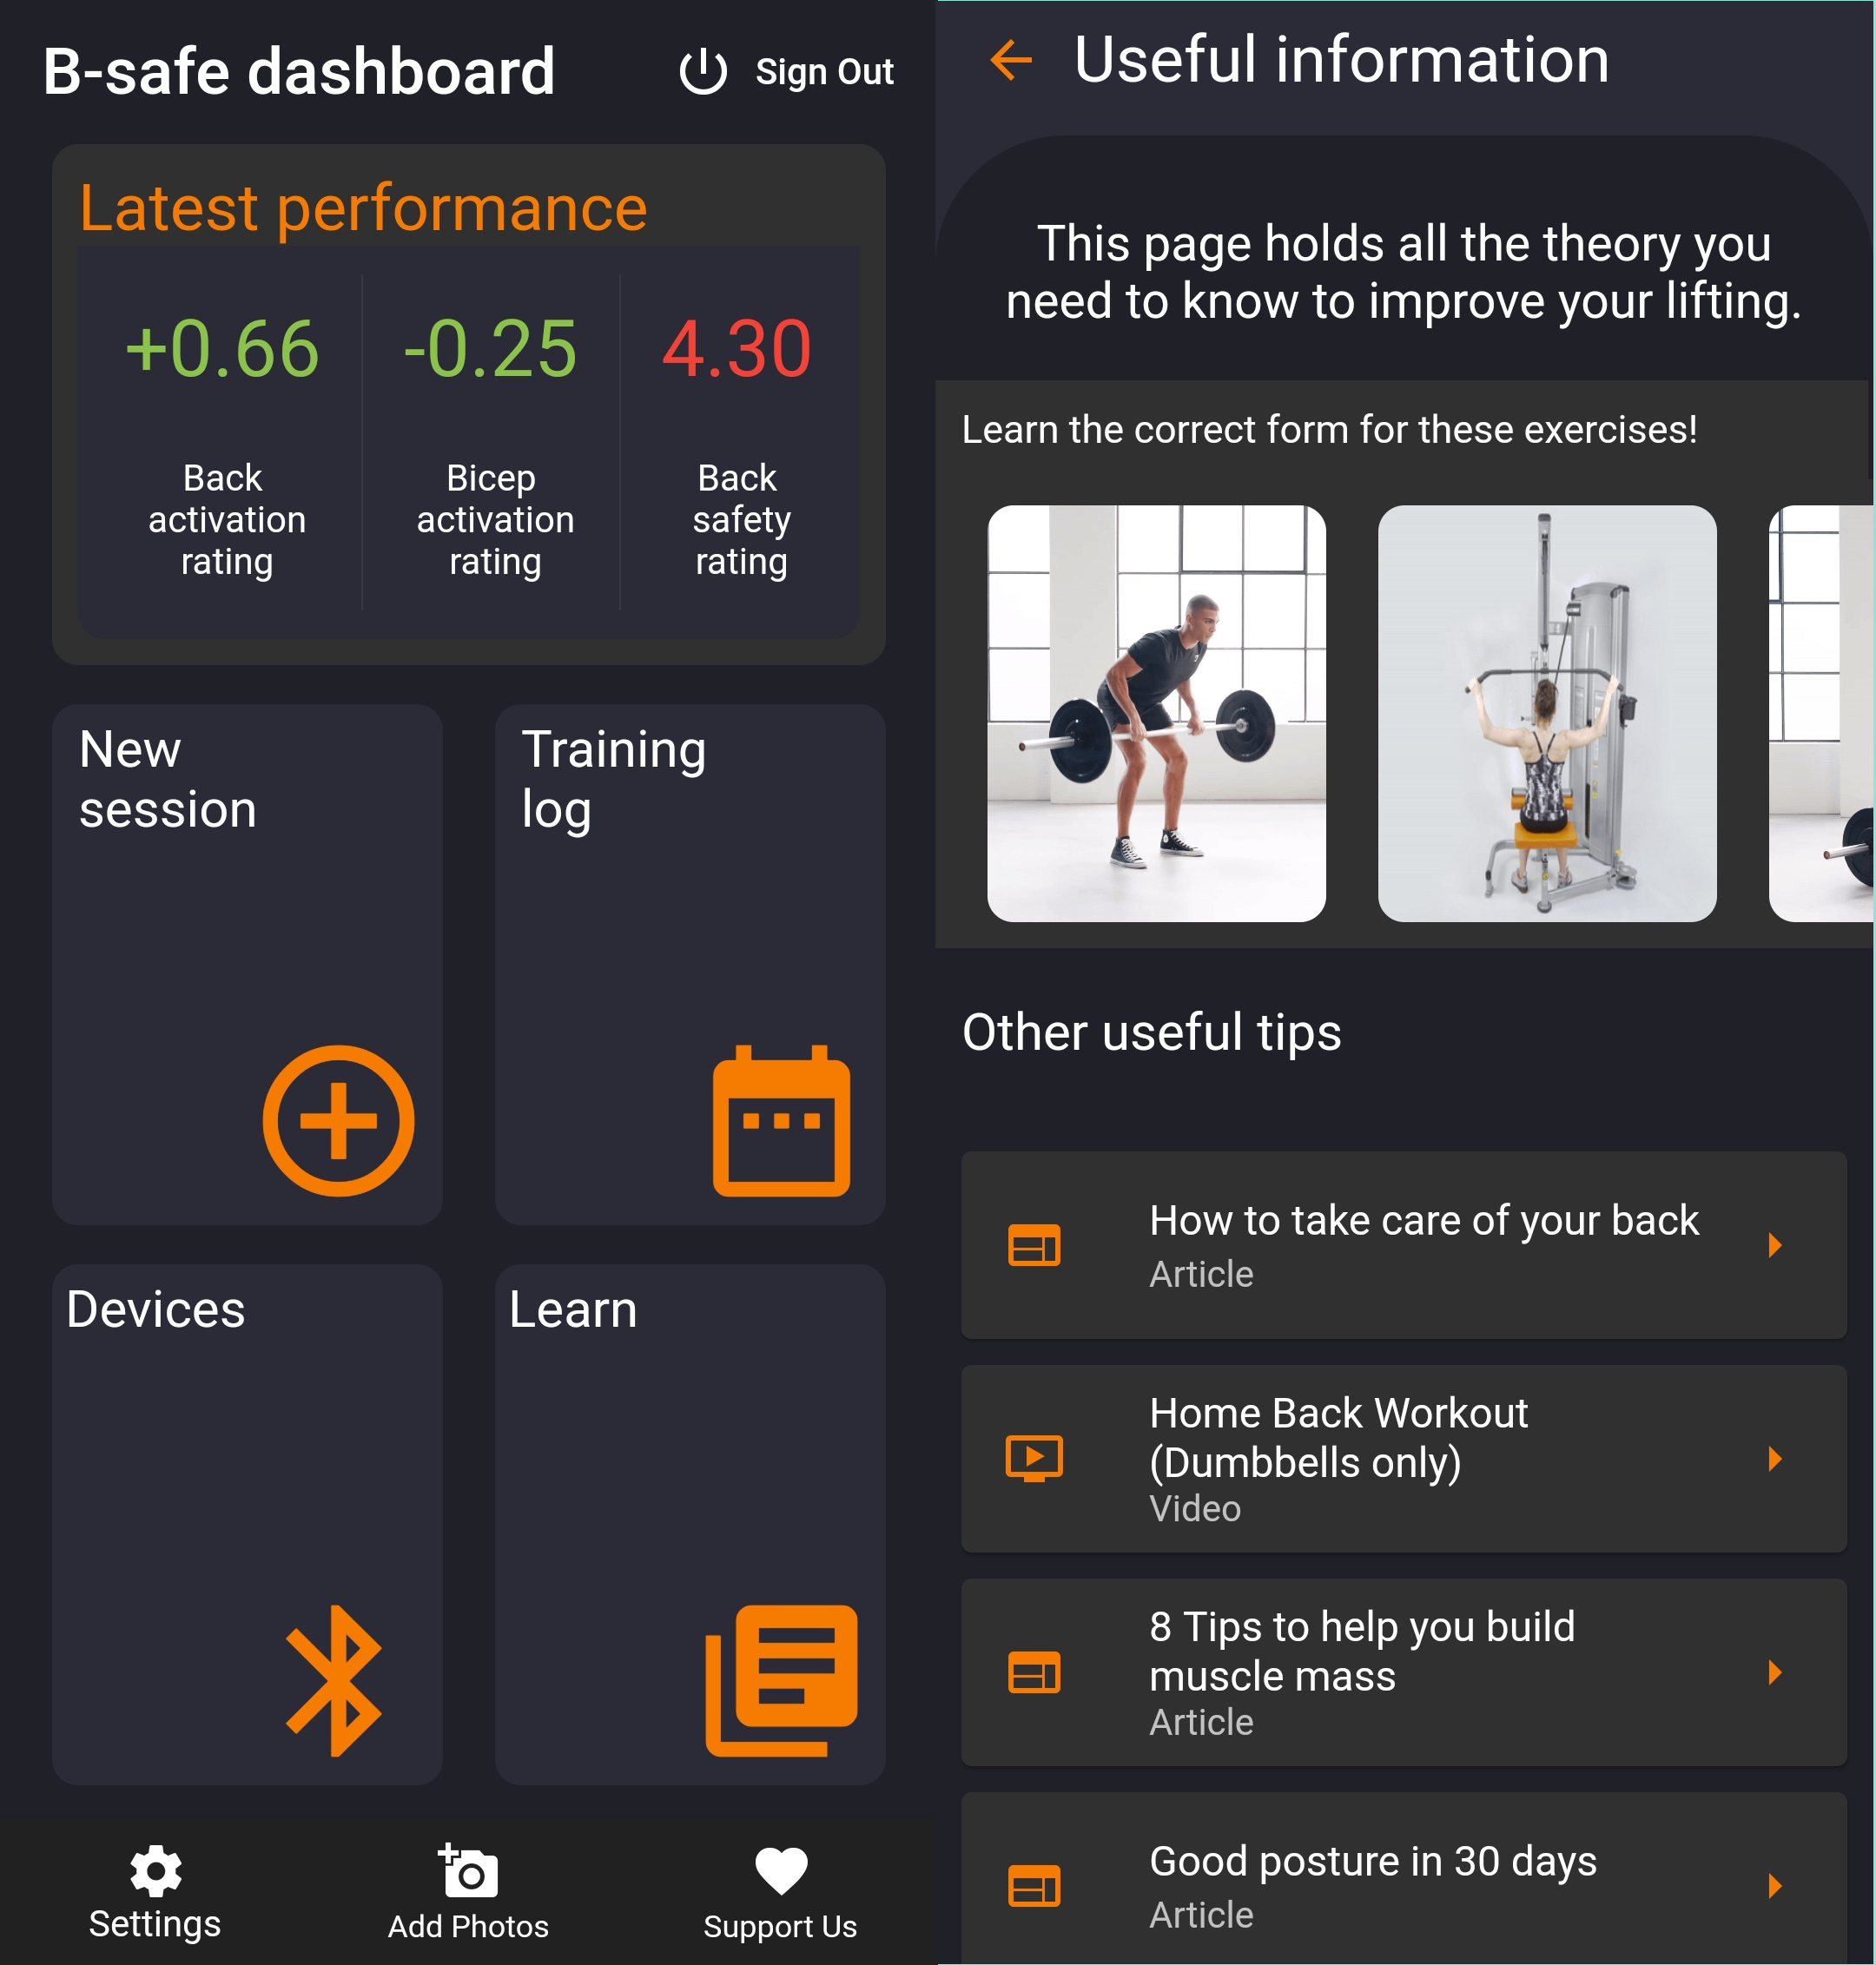 B-safe dashboard
Sign Out
Latest performance
+0.66
-0.25
4.30
Back
activation
rating
Bicep
activation
rating
Back
safety
rating
New
session
Training
log
Devices
Learn
Settings
Add Photos
Support Us
Useful information
This page holds all the theory you
need to know to improve your lifting.
Learn the correct form for these exercises!
Other useful tips
How to take care of your back
Article
Home Back Workout
(Dumbbells only)
Video
8 Tips to help you build
muscle mass
Article
Good posture in 30 days
Article